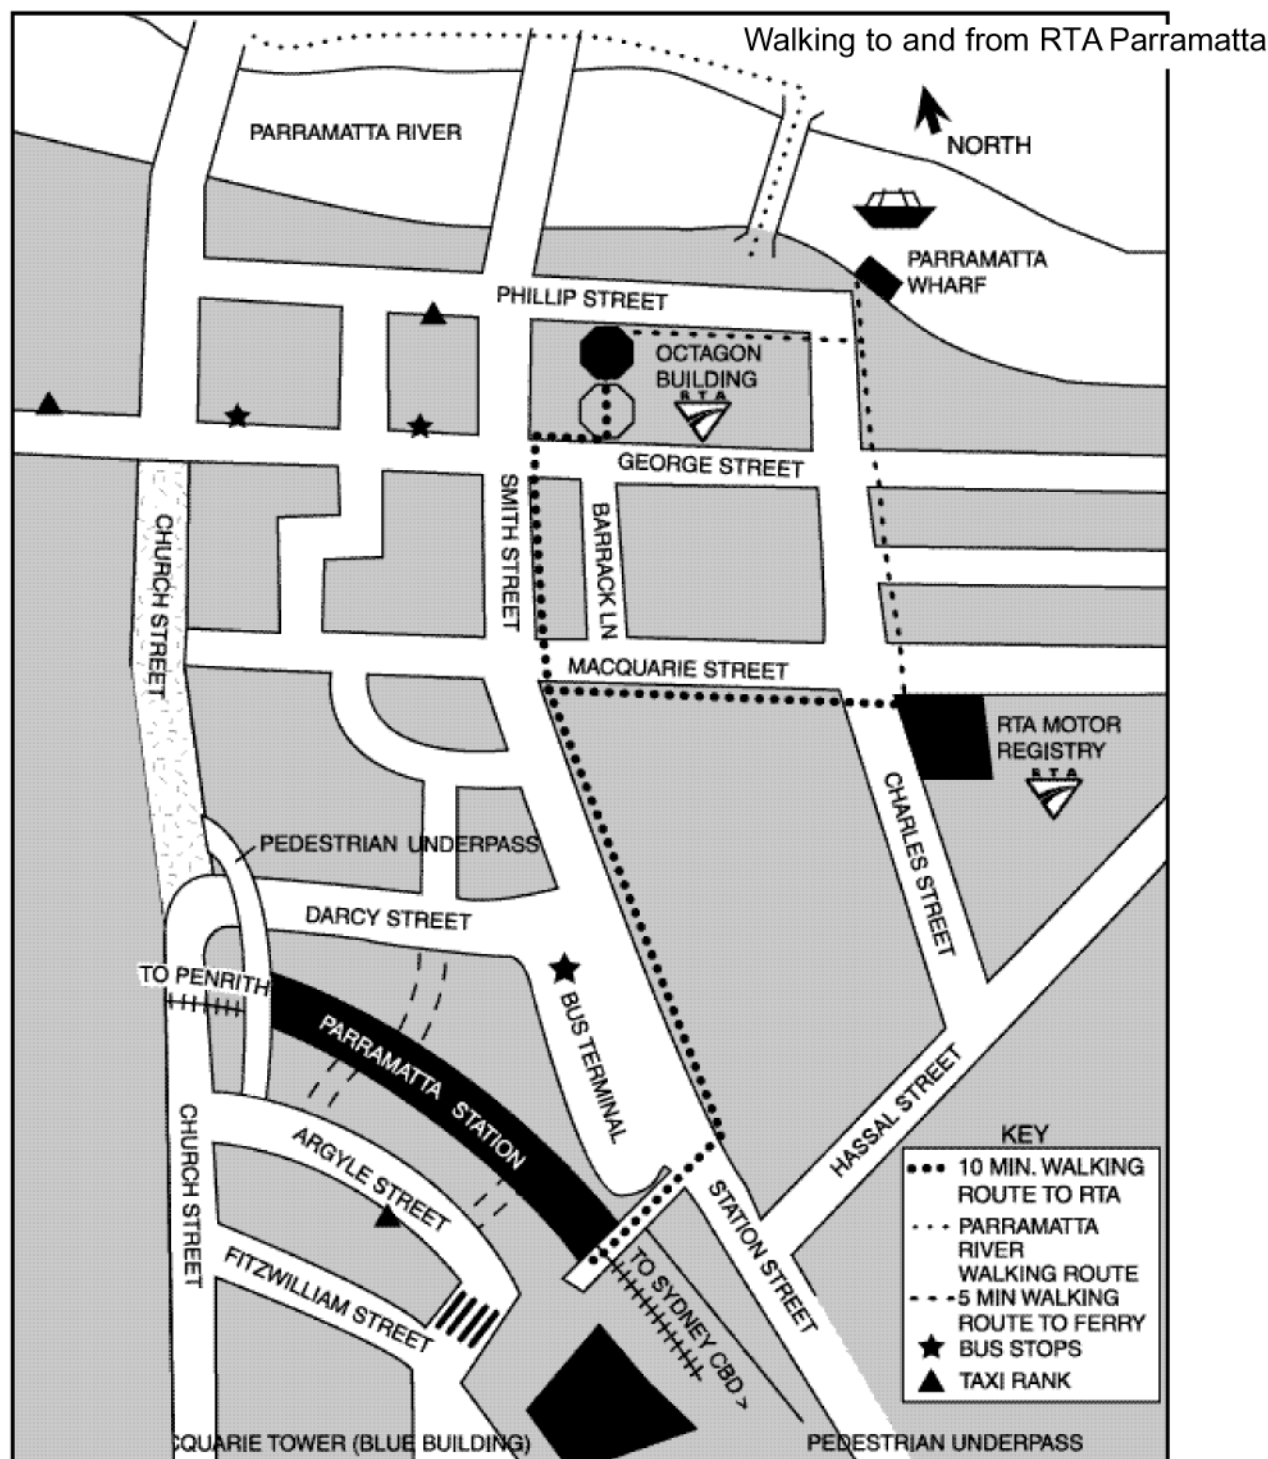 Walking to and from RTA Parramatta
PARRAMATTA RIVER
NORTH
PARRAMATTA
WHARF
PHILLIP STREET
OCTAGON
BUILDING
RTA
GEORGE STREET
CHURCH STREET
SMITH STREET
BARRACK LN
MACQUARIE STREET
RTA MOTOR
REGISTRY
RTA
CHARLES STREET
PEDESTRIAN UNDERPASS
DARCY STREET
TO PENRITH
BUS TERMINAL
PARRAMATTA STATION
HASSAL STREET
CHURCH STREET
ARGYLE STREET
FITZWILLIAM STREET
STATION STREET
TO SYDNEY CBD >
KEY
10 MIN. WALKING
ROUTE TO RTA
PARRAMATTA
RIVER
WALKING ROUTE
5 MIN WALKING
ROUTE TO FERRY
BUS STOPS
TAXI RANK
CQUARIE TOWER (BLUE BUILDING)
PEDESTRIAN UNDERPASS